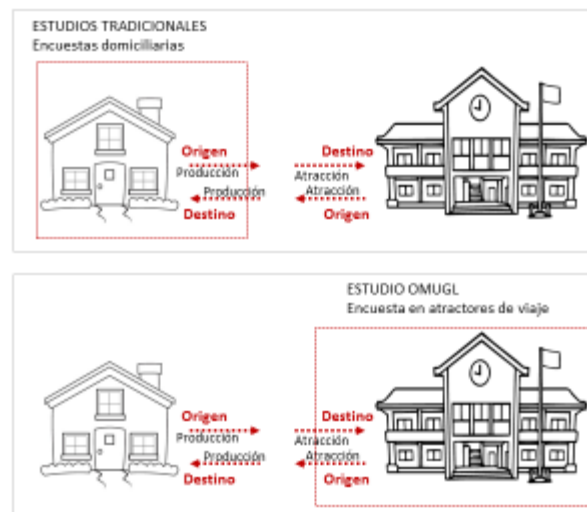 ESTUDIOS TRADICIONALES
Encuestas domiciliarias
Origen
Producción
Producción
Destino
Destino
Atracción
Atracción
Origen
ESTUDIO OMUGL
Encuesta en atractores de viaje
Origen
Producción
Producción
Destino
Destino
Atracción
Atracción
Origen